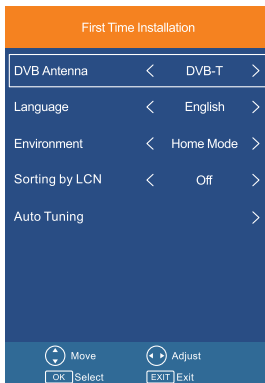 First Time Installation
DVB Antenna DVB-T
Language English
Environment Home Mode
Sorting by LCN Off
Auto Tuning
Move Adjust
OK Select EXIT Exit